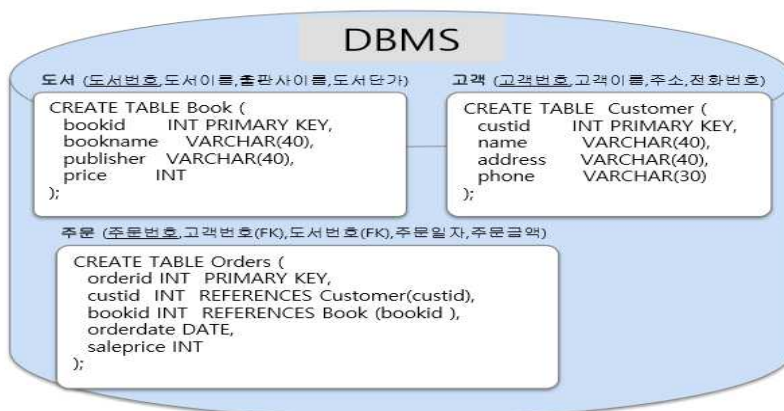 DBMS
도서 (도서번호,도서이름,출판사이름,도서단가)
CREATE TABLE Book (
bookid INT PRIMARY KEY,
bookname VARCHAR(40),
publisher VARCHAR(40),
price INT
);
고객 (고객번호,고객이름,주소,전화번호)
CREATE TABLE Customer (
custid INT PRIMARY KEY,
name VARCHAR(40),
address VARCHAR(40),
phone VARCHAR(30)
);
주문 (주문번호,고객번호(FK),도서번호(FK),주문일자,주문금액)
CREATE TABLE Orders (
orderid INT PRIMARY KEY,
custid INT REFERENCES Customer(custid),
bookid INT REFERENCES Book (bookid ),
orderdate DATE,
saleprice INT
);